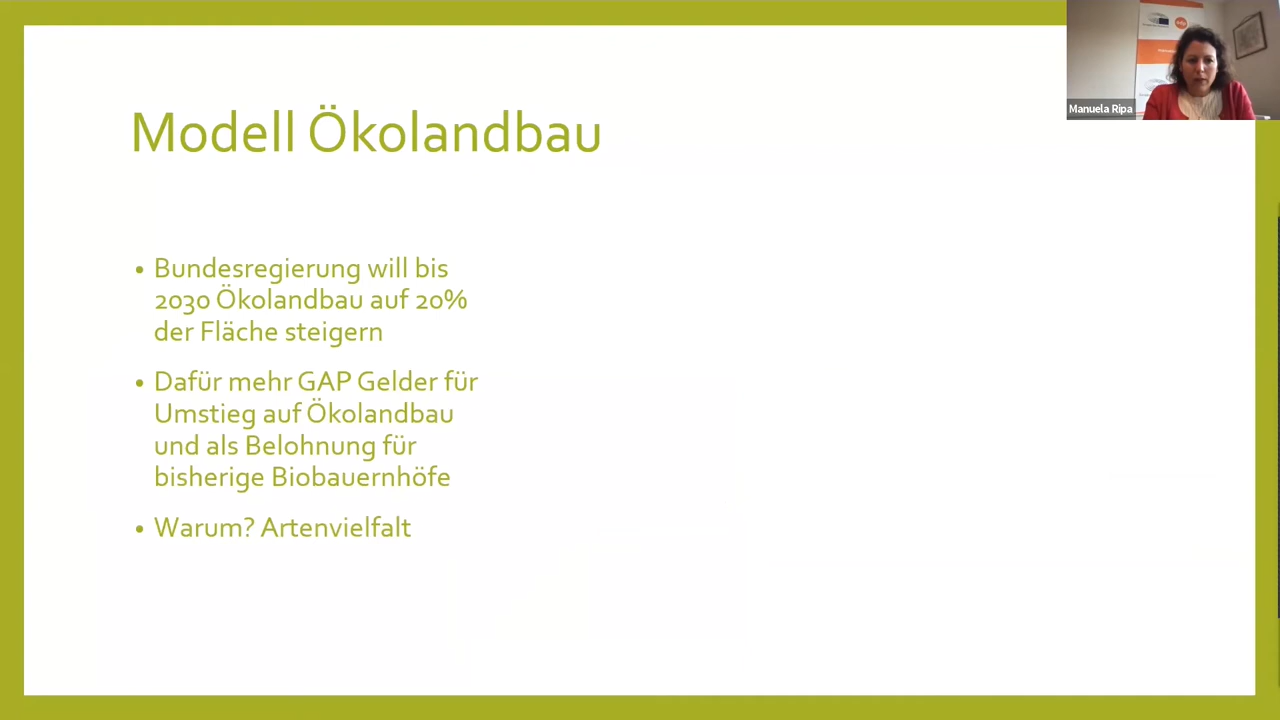 Modell Ökolandbau
• Bundesregierung will bis
2030 Ökolandbau auf 20%
der Fläche steigern
• Dafür mehr GAP Gelder für
Umstieg auf Ökolandbau
und als Belohnung für
bisherige Biobauernhöfe
• Warum? Artenvielfalt
Manuela Ripa